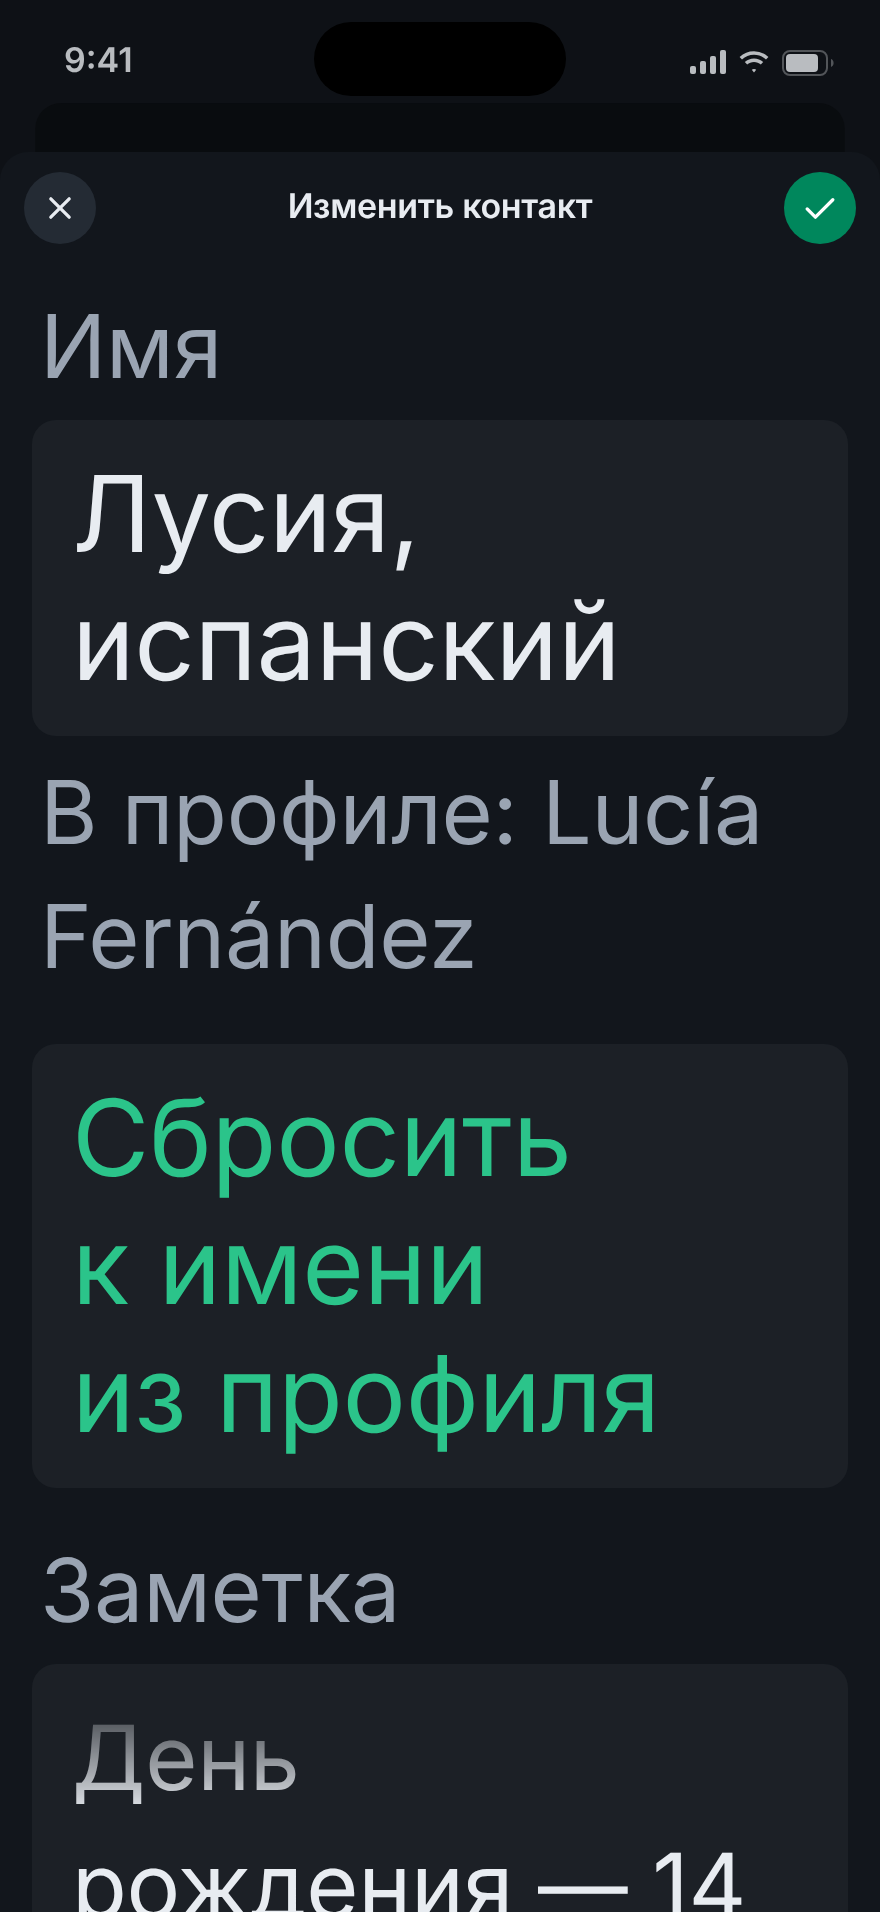 9:41
Изменить контакт
Имя
Лусия,
испанский
В профиле: Lucía
Fernández
Сбросить
к имени
из профиля
Заметка
День
рождения — 14